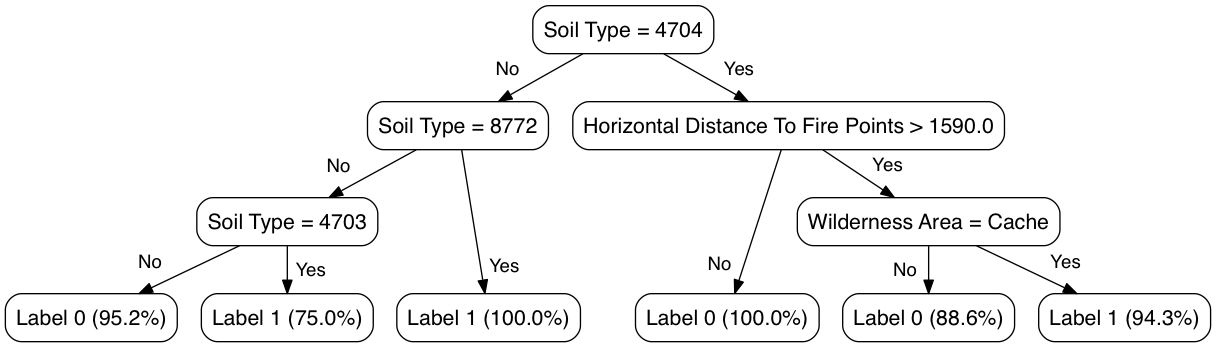 Soil Type = 4704
No
Yes
Soil Type = 8772
Horizontal Distance To Fire Points > 1590.0
No
Yes
Soil Type = 4703
Wilderness Area = Cache
No
Yes
Yes
No
No
Yes
Label 0 (95.2%)
Label 1 (75.0%)
Label 1 (100.0%)
Label 0 (100.0%)
Label 0 (88.6%)
Label 1 (94.3%)